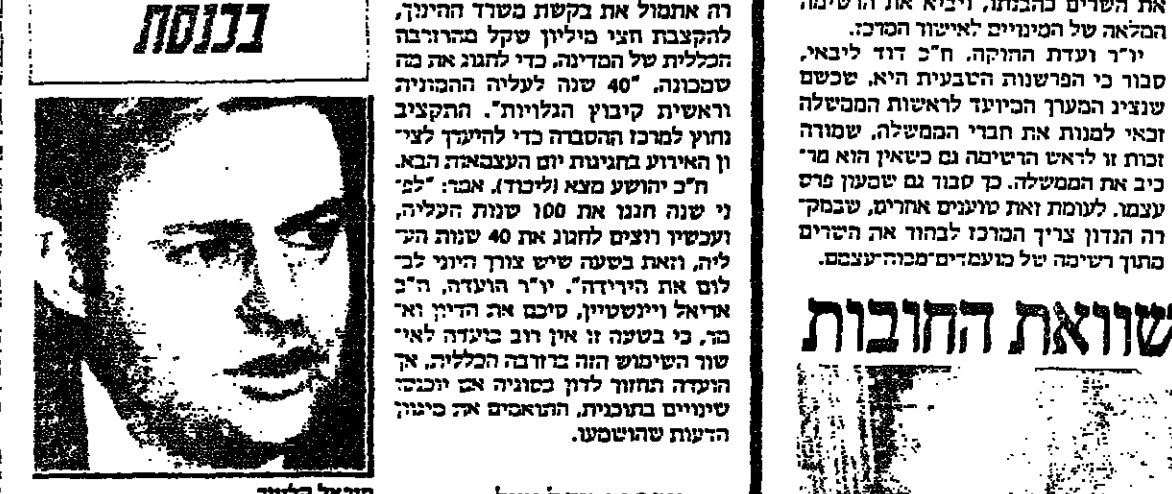 את השרים כהבנתו, ויביא את הרשימה
המלאה של המינויים לאישור המרכז.
יו״ר ועדת החוקה, ח״כ דוד ליבאי,
סבור כי הפרשנות הטבעית היא, שכשם
שנציג המערך המיועד לראשות הממשלה
זכאי למנות את חברי הממשלה, שמורה
זכות זו לראש הרשימה גם כשאין הוא מר־
כיב את הממשלה. כך סבור גם שמעון פרס
עצמו. לעומת זאת טוענים אחרים, שבמק־
רה הנדון צריך המרכז לבחור את השרים
מתוך רשימה של מועמדים־מכוח־עצמם.
שוואת החובות
רה אתמול את בקשת משרד החינוך,
להקצבת חצי מיליון שקל מהרזרבה
הכללית של המדינה, כדי לחגוג את מה
שמכונה, "40 שנה לעליה ההמונית
וראשית קיבוץ הגלויות". התקציב
נחוץ למרכז ההסברה כדי להיערך לציי־
ון האירוע בחגיגות יום העצמאות הבא.
ח״כ יהושע מצא (ליכוד), אמר: "לפ־
ני שנה חגגו את 100 שנות העליה,
ועכשיו רוצים לחגוג את 40 שנות הע־
ליה, וזאת בשעה שיש צורך חיוני לב־
לום את הירידה". יו״ר הועדה, ח״כ
אריאל ויינשטיין, סיכם את הדיון וא־
מר, כי בשעה זו אין רוב בועדה לאי־
שור השימוש הזה ברזרבה הכללית, אך
הועדה תחזור לדון בסוגיה אם יוכנסו
שינויים בתוכנית, התואמים את מיגוון
הדעות שהושמעו.
בכנסת